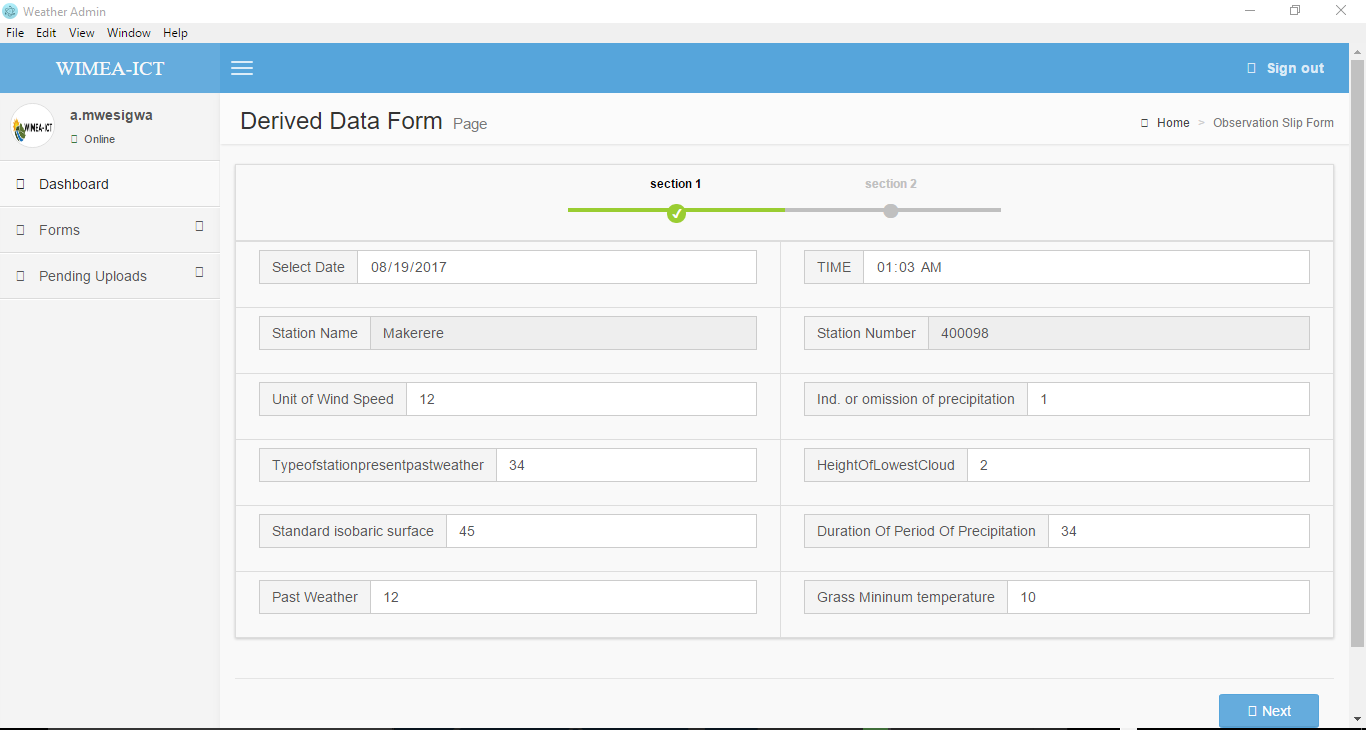 Weather Admin
File Edit View Window Help
WIMEA-ICT
Sign out
WIMEA-ICT
a.mwesigwa
Online
Dashboard
Forms
Pending Uploads
Derived Data Form Page
Home > Observation Slip Form
section 1 section 2
Select Date 08/19/2017 TIME 01:03 AM
Station Name Makerere Station Number 400098
Unit of Wind Speed 12 Ind. or omission of precipitation 1
Typeofstationpresentpastweather 34 HeightOfLowestCloud 2
Standard isobaric surface 45 Duration Of Period Of Precipitation 34
Past Weather 12 Grass Mininum temperature 10
Next